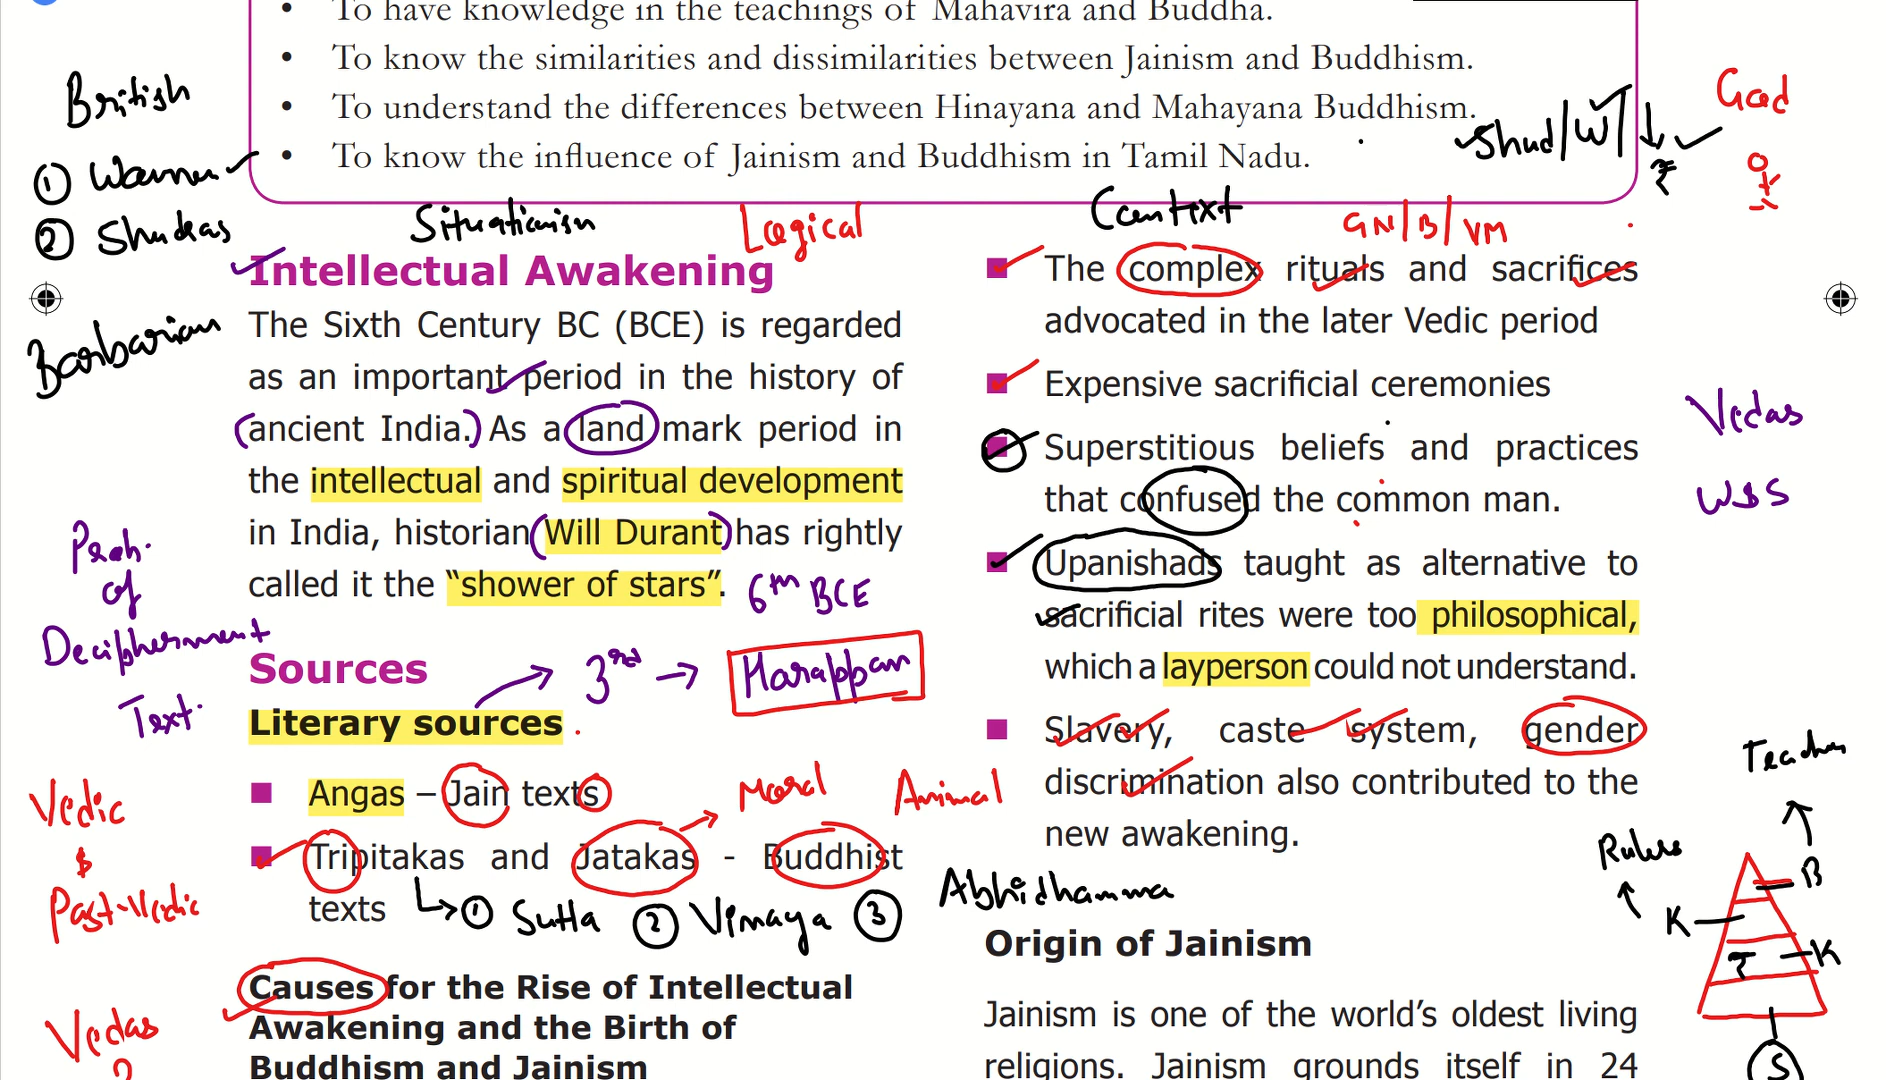 • To have knowledge in the teachings of Mahavira and Buddha.
• To know the similarities and dissimilarities between Jainism and Buddhism.
• To understand the differences between Hinayana and Mahayana Buddhism.
• To know the influence of Jainism and Buddhism in Tamil Nadu.
British
① Warner
② Shudras
Barbarian
Shud/W/↓
₹
God
Situationism
Logical
Context
GN/B/VM
Intellectual Awakening
The Sixth Century BC (BCE) is regarded
as an important period in the history of
ancient India. As a land mark period in
the intellectual and spiritual development
in India, historian Will Durant has rightly
called it the “shower of stars”.
6th BCE
Prob.
of
Decipherment
Text.
Sources
→ 3rd → Harappan
Literary sources
■ Angas – Jain texts
Moral
Animal
■ Tripitakas and Jatakas - Buddhist
texts
① Sutta ② Vinaya ③ Abhidhamma
Vedic
&
Post-Vedic
Vedas
?
Causes for the Rise of Intellectual
Awakening and the Birth of
Buddhism and Jainism
■ The complex rituals and sacrifices
advocated in the later Vedic period
■ Expensive sacrificial ceremonies
■ Superstitious beliefs and practices
that confused the common man.
■ Upanishads taught as alternative to
sacrificial rites were too philosophical,
which a layperson could not understand.
■ Slavery, caste system, gender
discrimination also contributed to the
new awakening.
Vedas
W&S
Teacher
Rulers
B
K
₹
K
S
Origin of Jainism
Jainism is one of the world’s oldest living
religions. Jainism grounds itself in 24